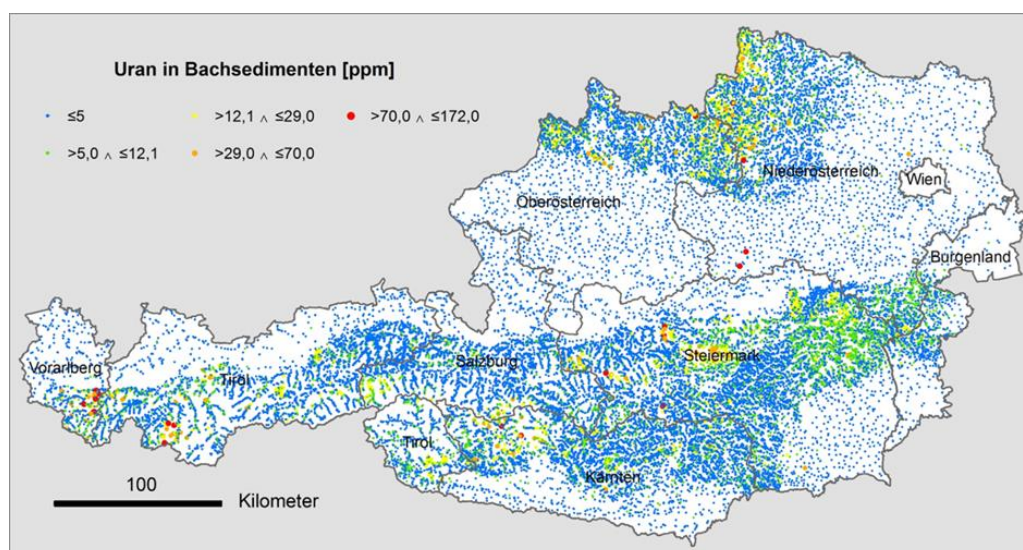 Uran in Bachsedimenten [ppm]
≤5
>12,1 ∧ ≤29,0
>70,0 ∧ ≤172,0
>5,0 ∧ ≤12,1
>29,0 ∧ ≤70,0
Niederösterreich
Wien
Oberösterreich
Burgenland
Vorarlberg
Tirol
Salzburg
Steiermark
Tirol
Kärnten
100
Kilometer